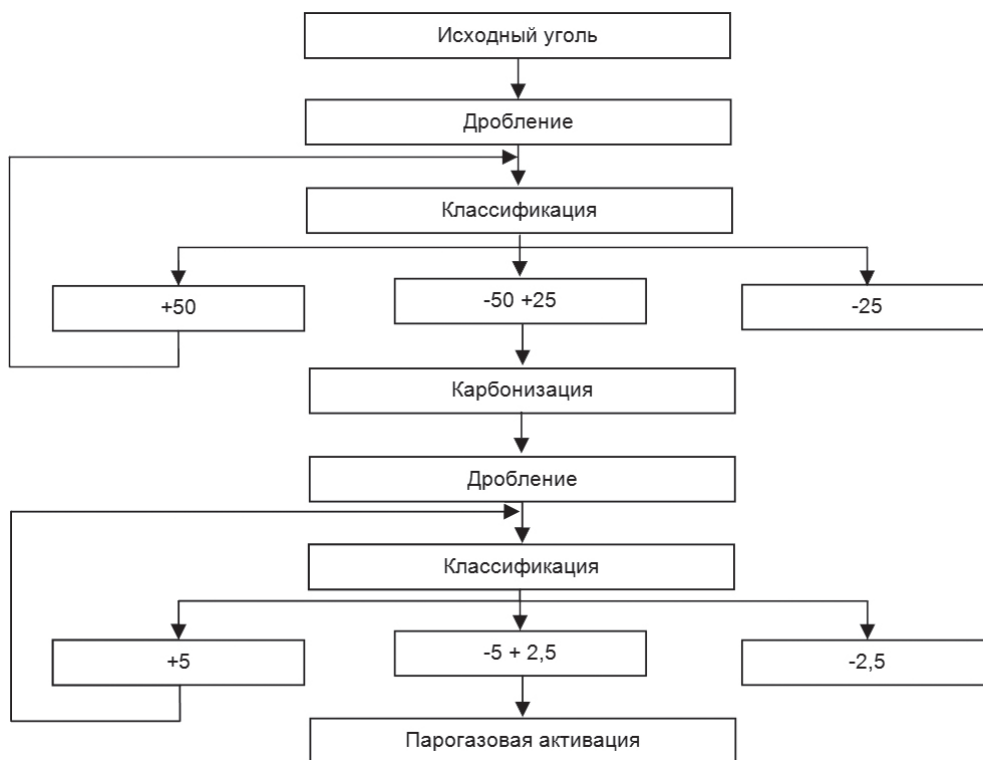 Исходный уголь
Дробление
Классификация
+50
-50 +25
-25
Карбонизация
Дробление
Классификация
+5
-5 + 2,5
-2,5
Парогазовая активация